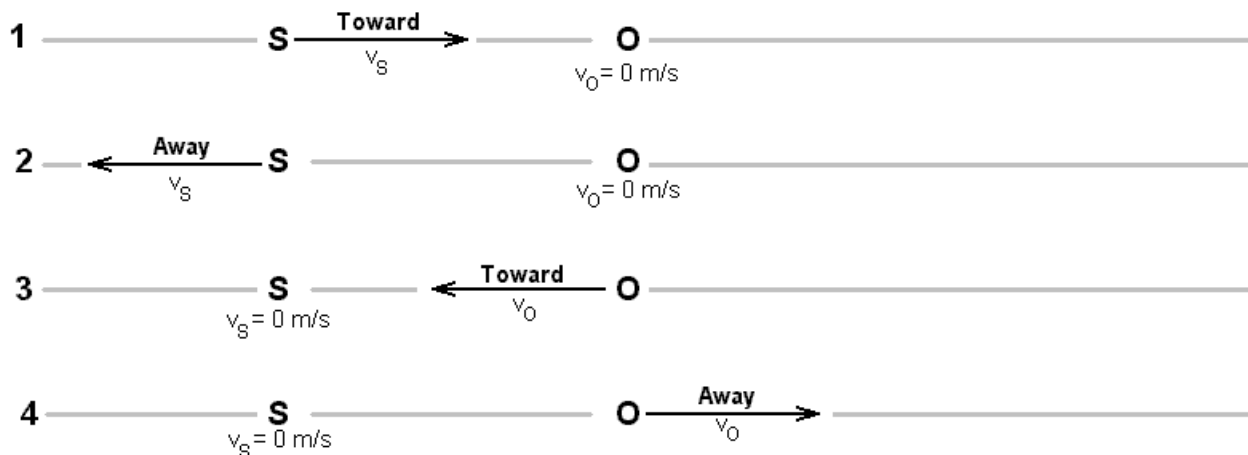 1 S Toward O
v_S v_O = 0 m/s
2 Away S O
v_S v_O = 0 m/s
3 S Toward O
v_S = 0 m/s v_O
4 S O Away
v_S = 0 m/s v_O